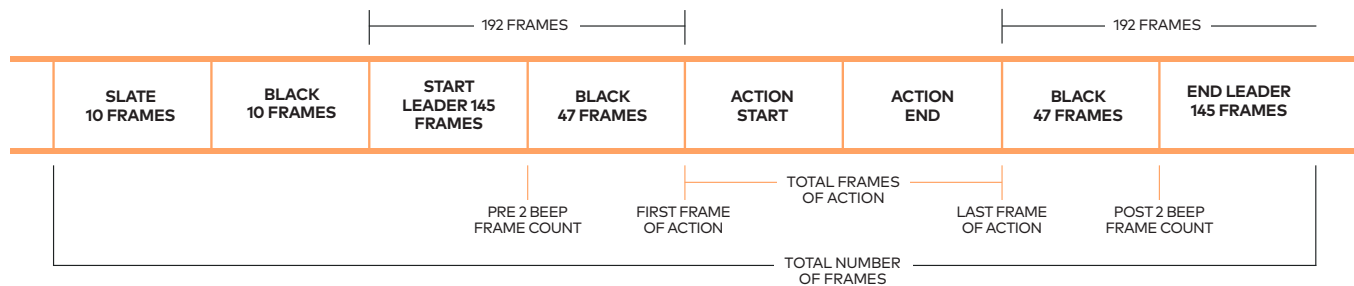 192 FRAMES
192 FRAMES
SLATE
10 FRAMES
BLACK
10 FRAMES
START
LEADER 145
FRAMES
BLACK
47 FRAMES
ACTION
START
ACTION
END
BLACK
47 FRAMES
END LEADER
145 FRAMES
TOTAL FRAMES
OF ACTION
PRE 2 BEEP
FRAME COUNT
FIRST FRAME
OF ACTION
LAST FRAME
OF ACTION
POST 2 BEEP
FRAME COUNT
TOTAL NUMBER
OF FRAMES